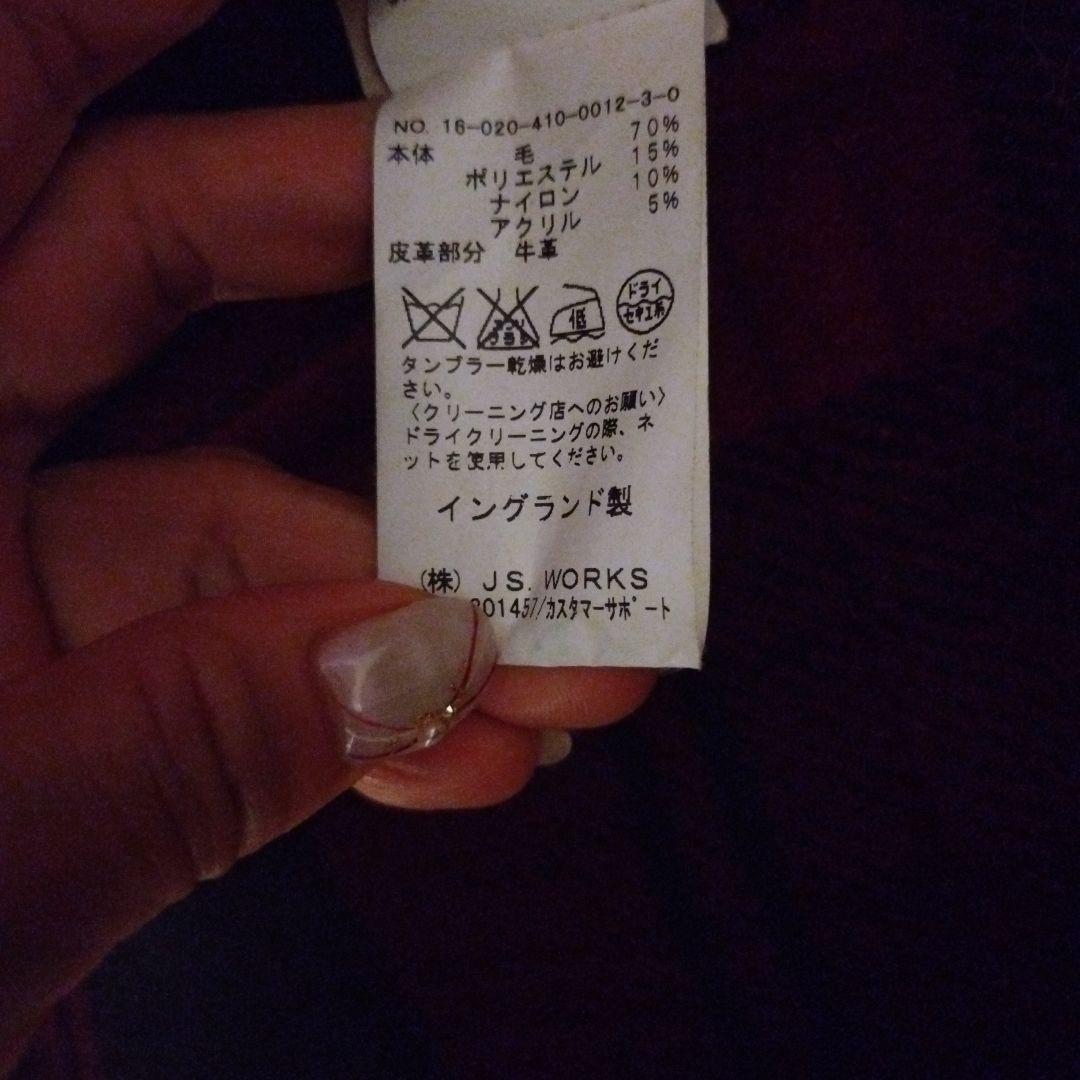 NO. 16-020-410-0012-3-0
本体 毛 70%
ポリエステル 15%
ナイロン 10%
アクリル 5%
皮革部分 牛革
低
ドライ
セキユ系
タンブラー乾燥はお避けくだ
さい。
〈クリーニング店へのお願い〉
ドライクリーニングの際、ネ
ットを使用してください。
イングランド製
(株) JS. WORKS
201457/カスタマーサポート